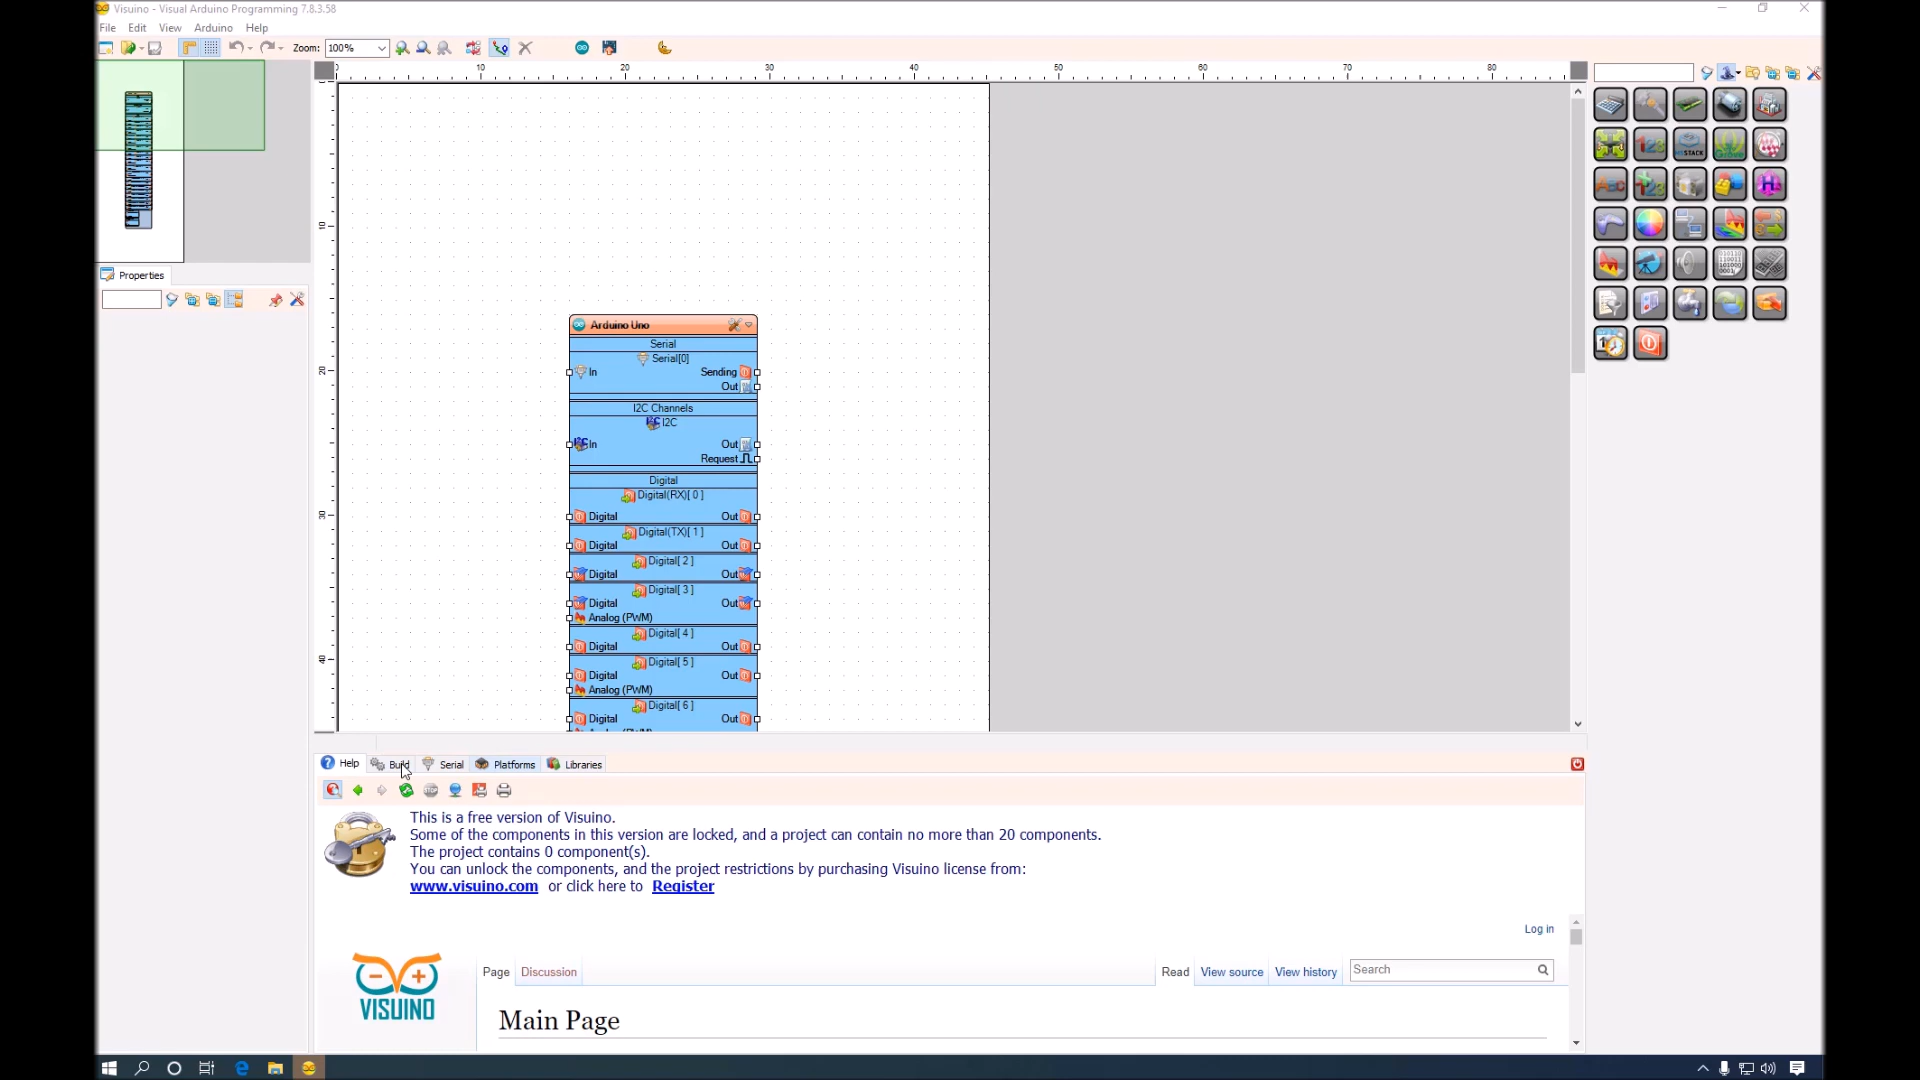 Visuino - Visual Arduino Programming 7.8.3.58
File Edit View Arduino Help
Zoom: 100%
10 20 30 40 50 60 70 80
Properties
10
20
30
40
Arduino Uno
Serial
Serial[0]
In Sending
Out
I2C Channels
I2C
In Out
Request
Digital
Digital(RX)[ 0 ]
Digital Out
Digital(TX)[ 1 ]
Digital Out
Digital[ 2 ]
Digital Out
Digital[ 3 ]
Digital Out
Analog (PWM)
Digital[ 4 ]
Digital Out
Digital[ 5 ]
Digital Out
Analog (PWM)
Digital[ 6 ]
Digital Out
Help Build Serial Platforms Libraries
This is a free version of Visuino.
Some of the components in this version are locked, and a project can contain no more than 20 components.
The project contains 0 component(s).
You can unlock the components, and the project restrictions by purchasing Visuino license from:
www.visuino.com or click here to Register
Log in
VISUINO
Page Discussion Read View source View history Search
Main Page